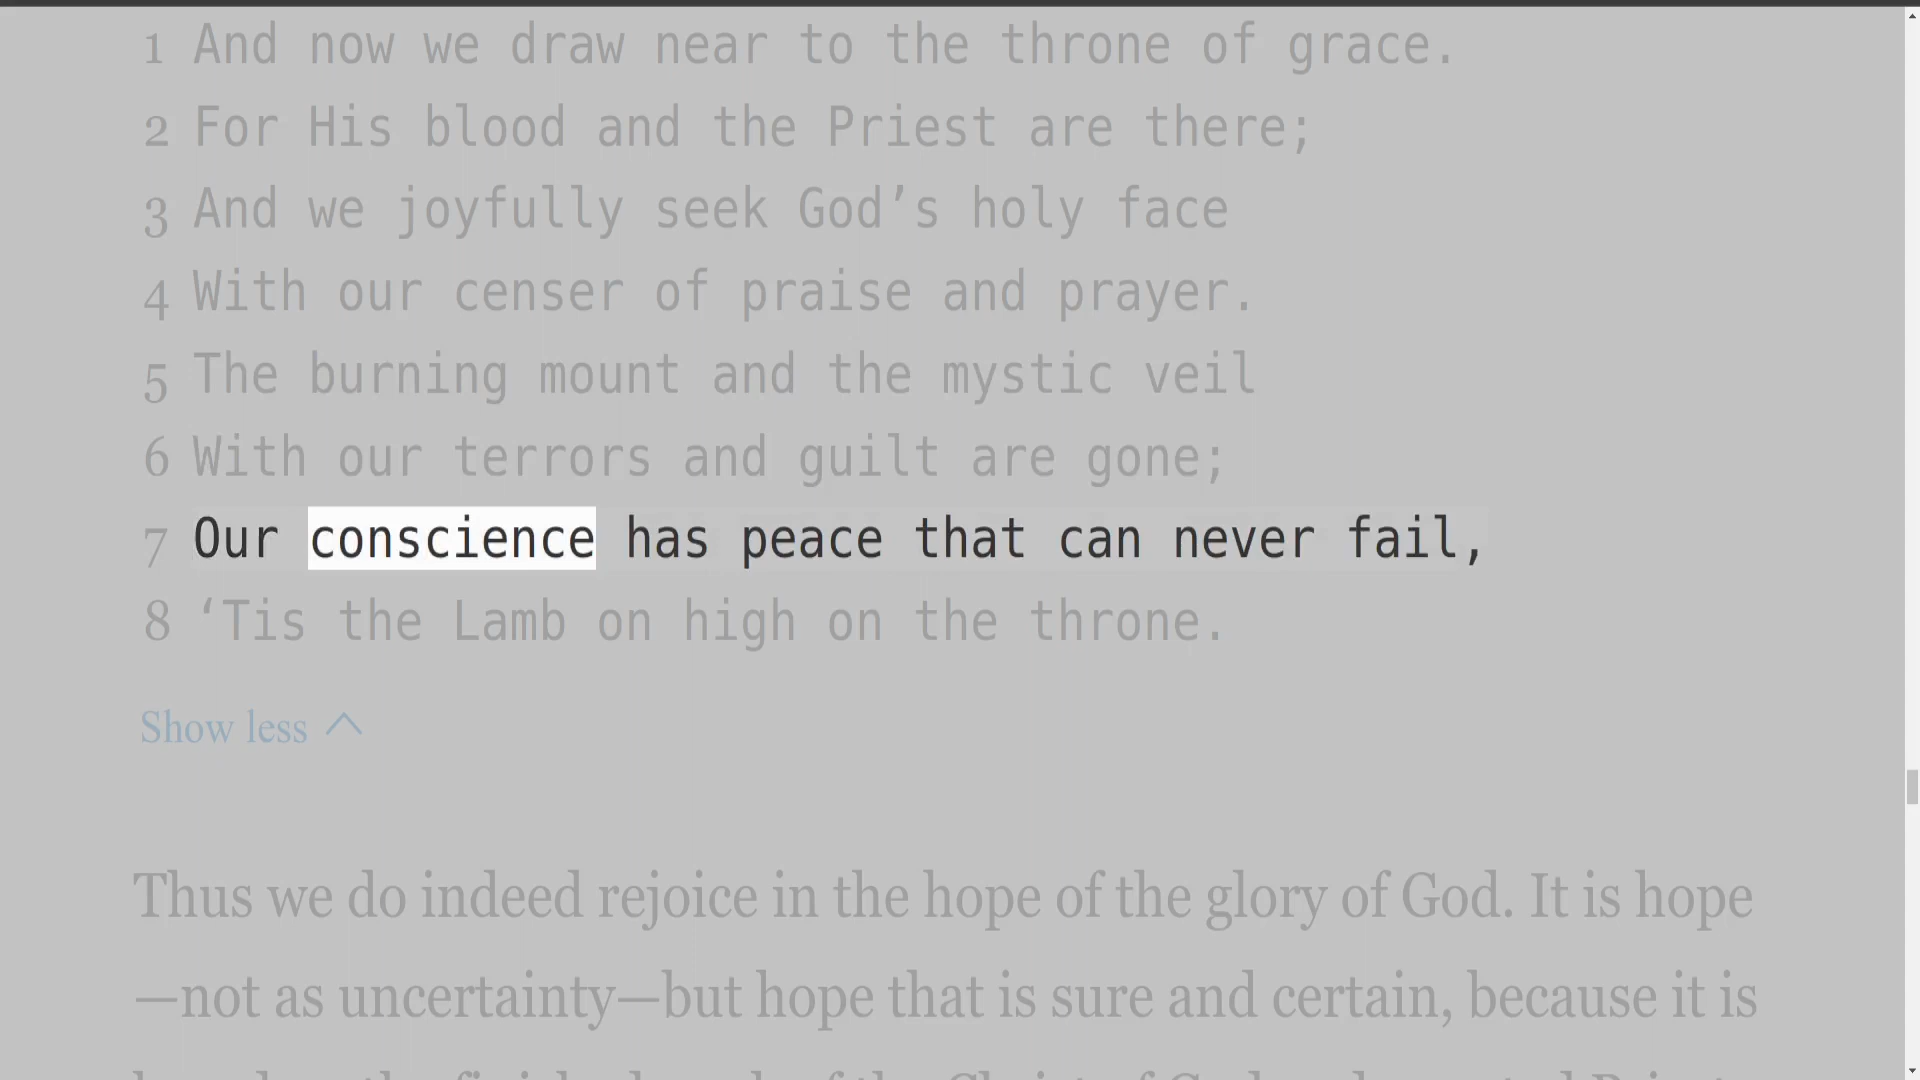 1 And now we draw near to the throne of grace.
2 For His blood and the Priest are there;
3 And we joyfully seek God’s holy face
4 With our censer of praise and prayer.
5 The burning mount and the mystic veil
6 With our terrors and guilt are gone;
7 Our conscience has peace that can never fail,
8 ‘Tis the Lamb on high on the throne.
Show less
Thus we do indeed rejoice in the hope of the glory of God. It is hope
—not as uncertainty—but hope that is sure and certain, because it is